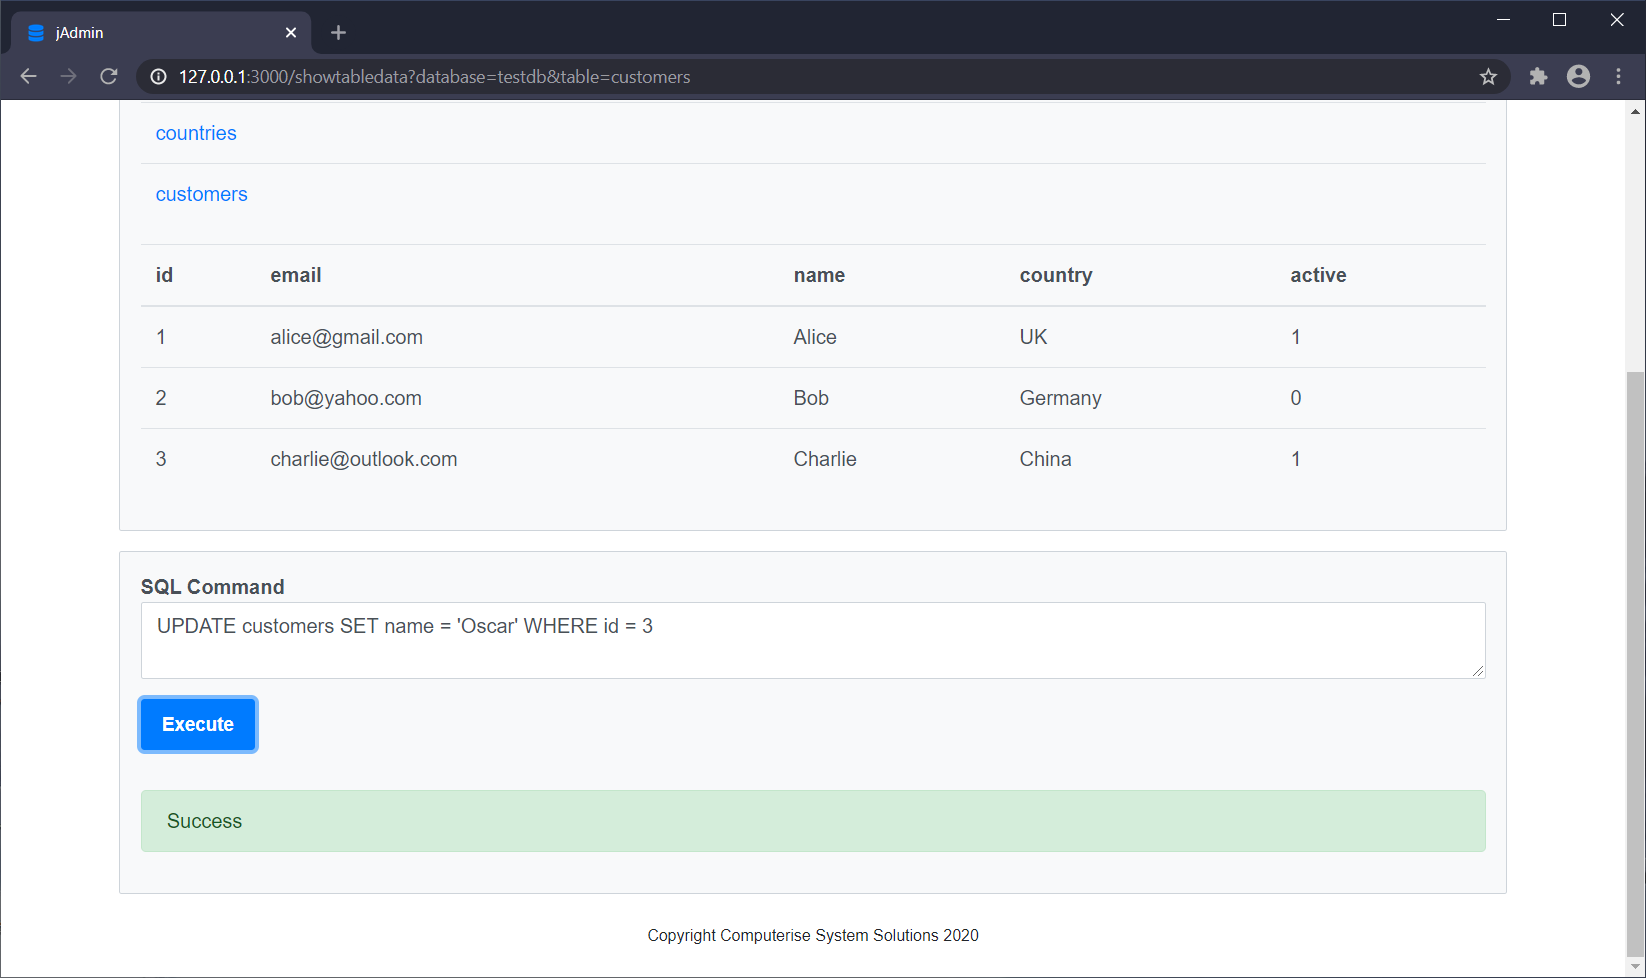 jAdmin
127.0.0.1:3000/showtabledata?database=testdb&table=customers
countries
customers
id email name country active
1 alice@gmail.com Alice UK 1
2 bob@yahoo.com Bob Germany 0
3 charlie@outlook.com Charlie China 1
SQL Command
UPDATE customers SET name = 'Oscar' WHERE id = 3
Execute
Success
Copyright Computerise System Solutions 2020